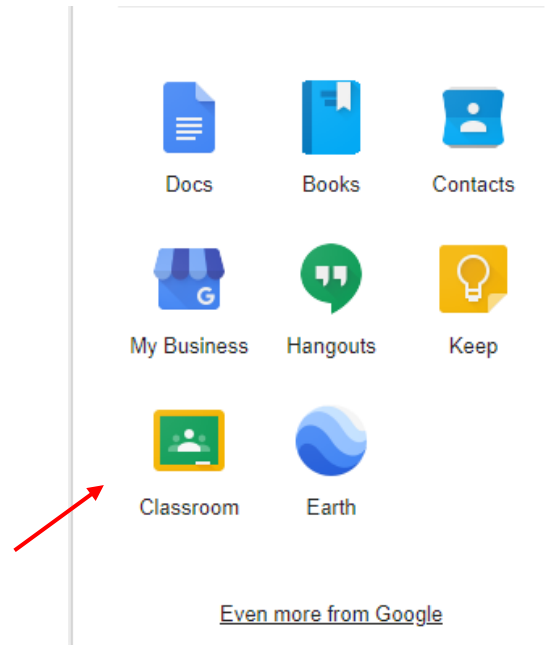 Docs Books Contacts
G
My Business Hangouts Keep
Classroom Earth
Even more from Google